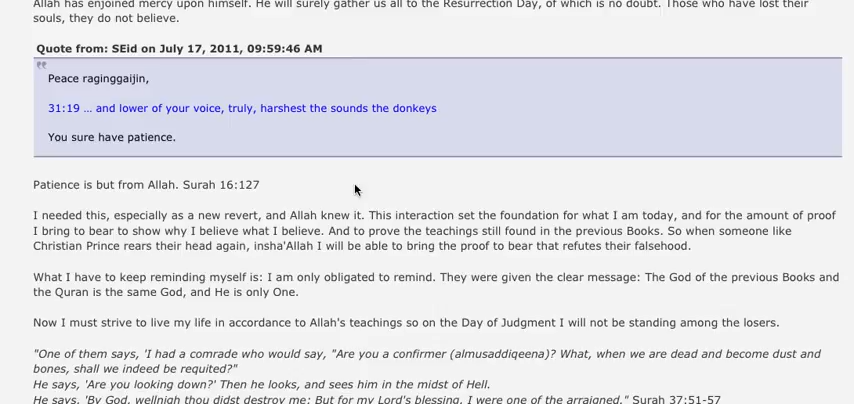 Allah has enjoined mercy upon himself. He will surely gather us all to the Resurrection Day, of which is no doubt. Those who have lost their
souls, they do not believe.
Quote from: SEid on July 17, 2011, 09:59:46 AM
Peace raginggaijin,
31:19 ... and lower of your voice, truly, harshest the sounds the donkeys
You sure have patience.
Patience is but from Allah. Surah 16:127
I needed this, especially as a new revert, and Allah knew it. This interaction set the foundation for what I am today, and for the amount of proof
I bring to bear to show why I believe what I believe. And to prove the teachings still found in the previous Books. So when someone like
Christian Prince rears their head again, insha'Allah I will be able to bring the proof to bear that refutes their falsehood.
What I have to keep reminding myself is: I am only obligated to remind. They were given the clear message: The God of the previous Books and
the Quran is the same God, and He is only One.
Now I must strive to live my life in accordance to Allah's teachings so on the Day of Judgment I will not be standing among the losers.
"One of them says, 'I had a comrade who would say, "Are you a confirmer (almusaddiqeena)? What, when we are dead and become dust and
bones, shall we indeed be requited?"
He says, 'Are you looking down?' Then he looks, and sees him in the midst of Hell.
He says, 'By God, wellnigh thou didst destroy me; But for my Lord's blessing, I were one of the arraigned." Surah 37:51-57